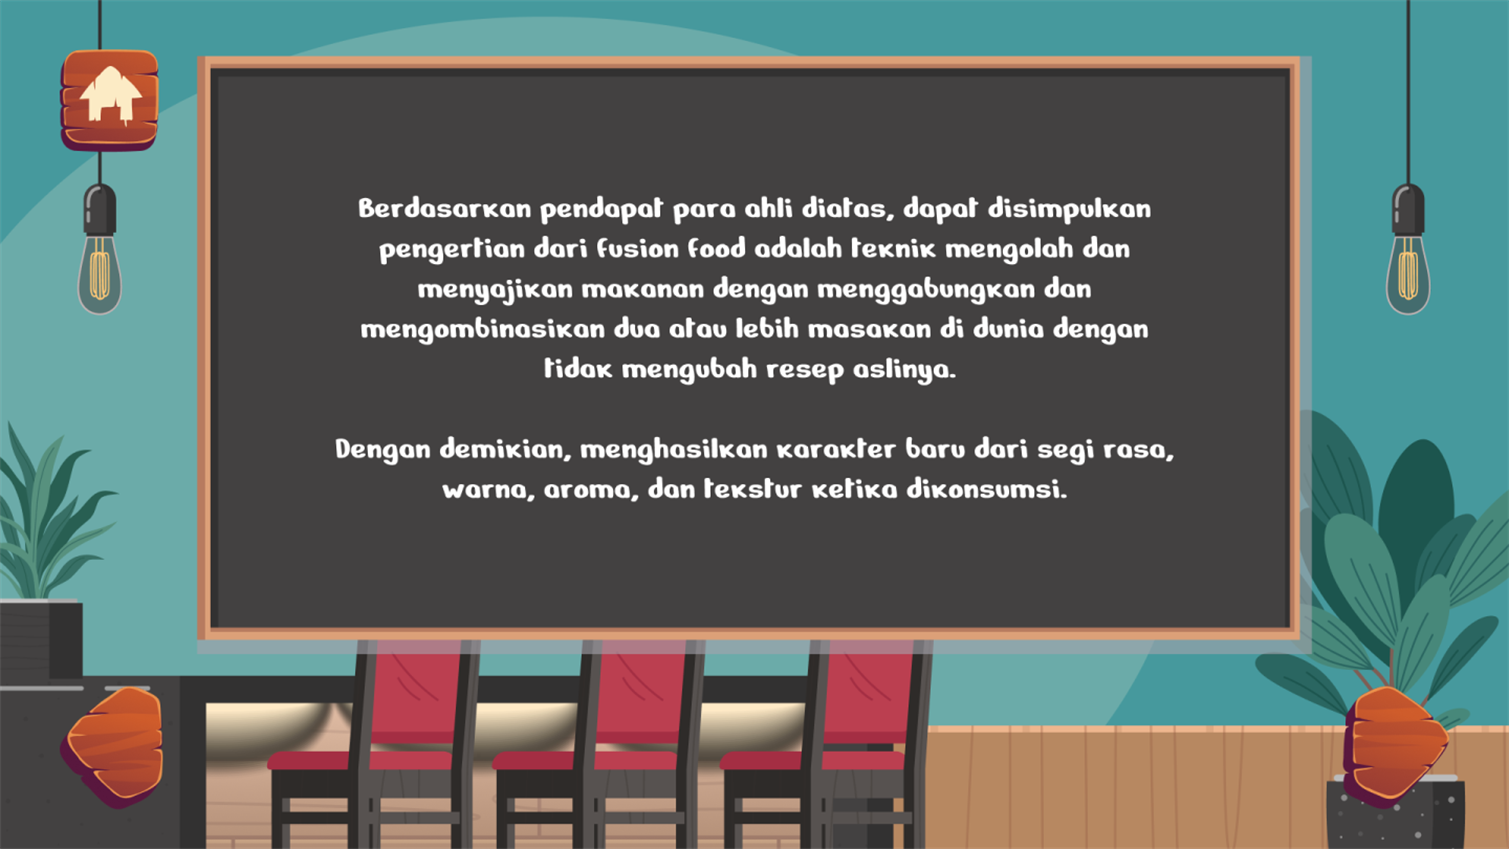 Berdasarkan pendapat para ahli diatas, dapat disimpulkan
pengertian dari fusion food adalah teknik mengolah dan
menyajikan makanan dengan menggabungkan dan
mengombinasikan dua atau lebih masakan di dunia dengan
tidak mengubah resep aslinya.
Dengan demikian, menghasilkan karakter baru dari segi rasa,
warna, aroma, dan tekstur ketika dikonsumsi.